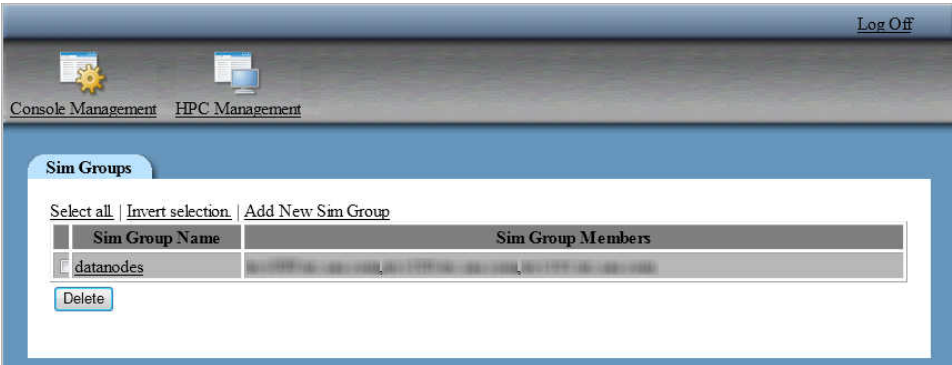 Log Off
Console Management HPC Management
Sim Groups
Select all. | Invert selection. | Add New Sim Group
Sim Group Name Sim Group Members
datanodes
Delete